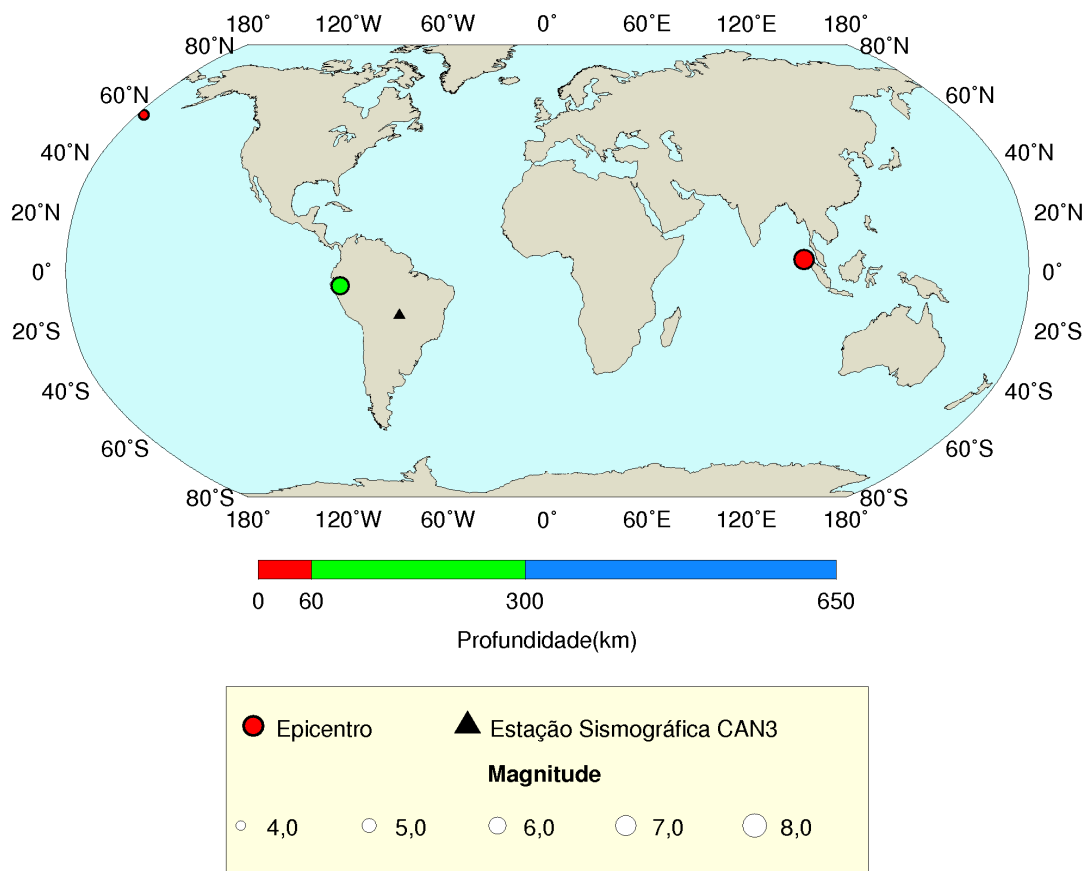 180˚ 120˚W 60˚W 0˚ 60˚E 120˚E 180˚
80˚N 80˚N
60˚N 60˚N
40˚N 40˚N
20˚N 20˚N
0˚ 0˚
20˚S 20˚S
40˚S 40˚S
60˚S 60˚S
80˚S 80˚S
180˚ 120˚W 60˚W 0˚ 60˚E 120˚E 180˚
0 60 300 650
Profundidade(km)
Epicentro Estação Sismográfica CAN3
Magnitude
4,0 5,0 6,0 7,0 8,0